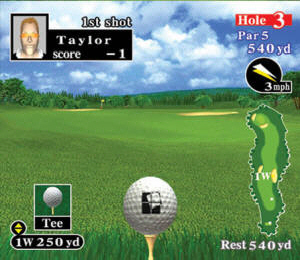 1st shot
Taylor
score -1
Hole 3
Par 5
540 yd
3mph
1W
Tee
1W 250 yd
Rest 540 yd